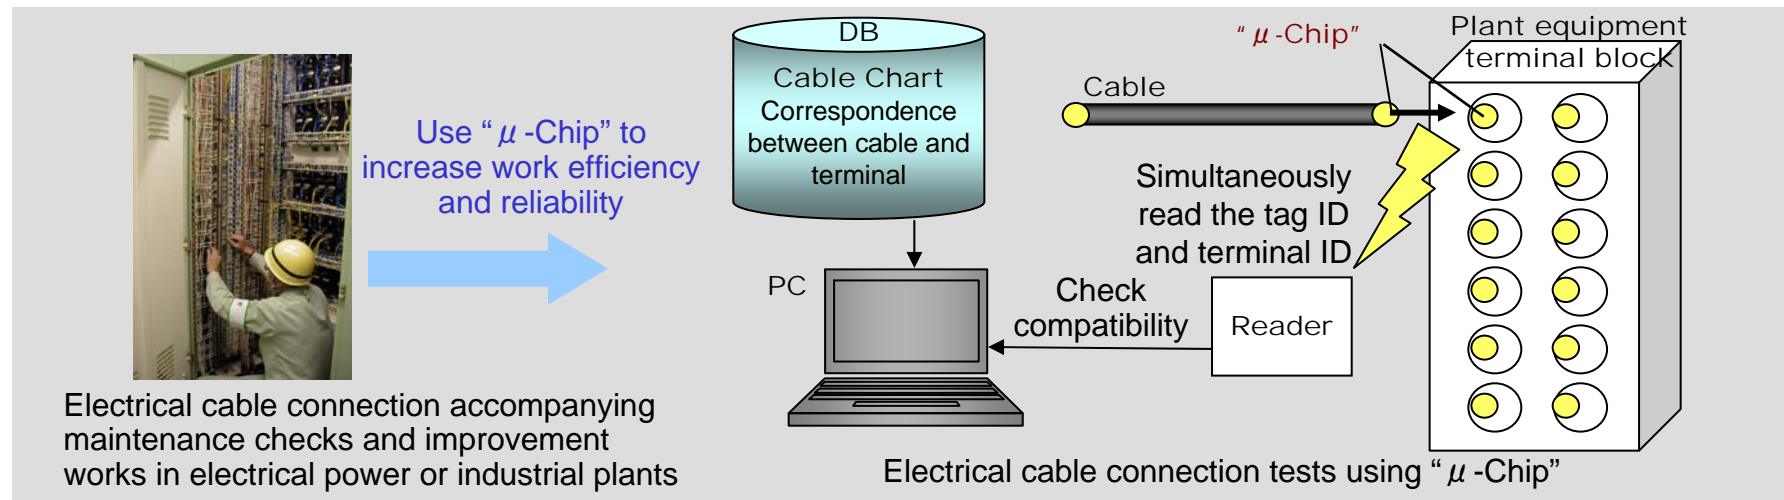 Use “μ-Chip” to
increase work efficiency
and reliability
Electrical cable connection accompanying
maintenance checks and improvement
works in electrical power or industrial plants
DB
Cable Chart
Correspondence
between cable and
terminal
PC
“μ-Chip”
Cable
Plant equipment
terminal block
Simultaneously
read the tag ID
and terminal ID
Check
compatibility
Reader
Electrical cable connection tests using “μ-Chip”